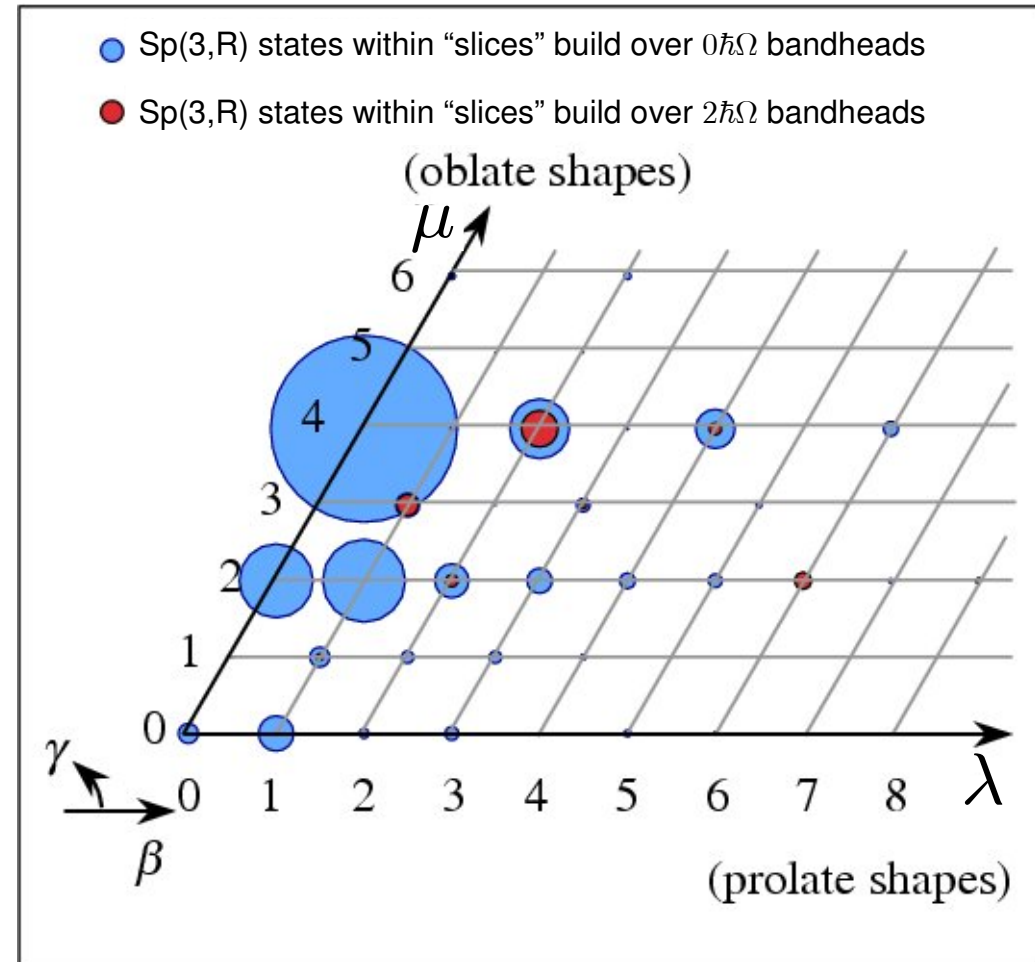 Sp(3,R) states within “slices” build over 0ℏΩ bandheads
Sp(3,R) states within “slices” build over 2ℏΩ bandheads
(oblate shapes)
μ
6
5
4
3
2
1
0
γ
0 1 2 3 4 5 6 7 8 λ
β
(prolate shapes)